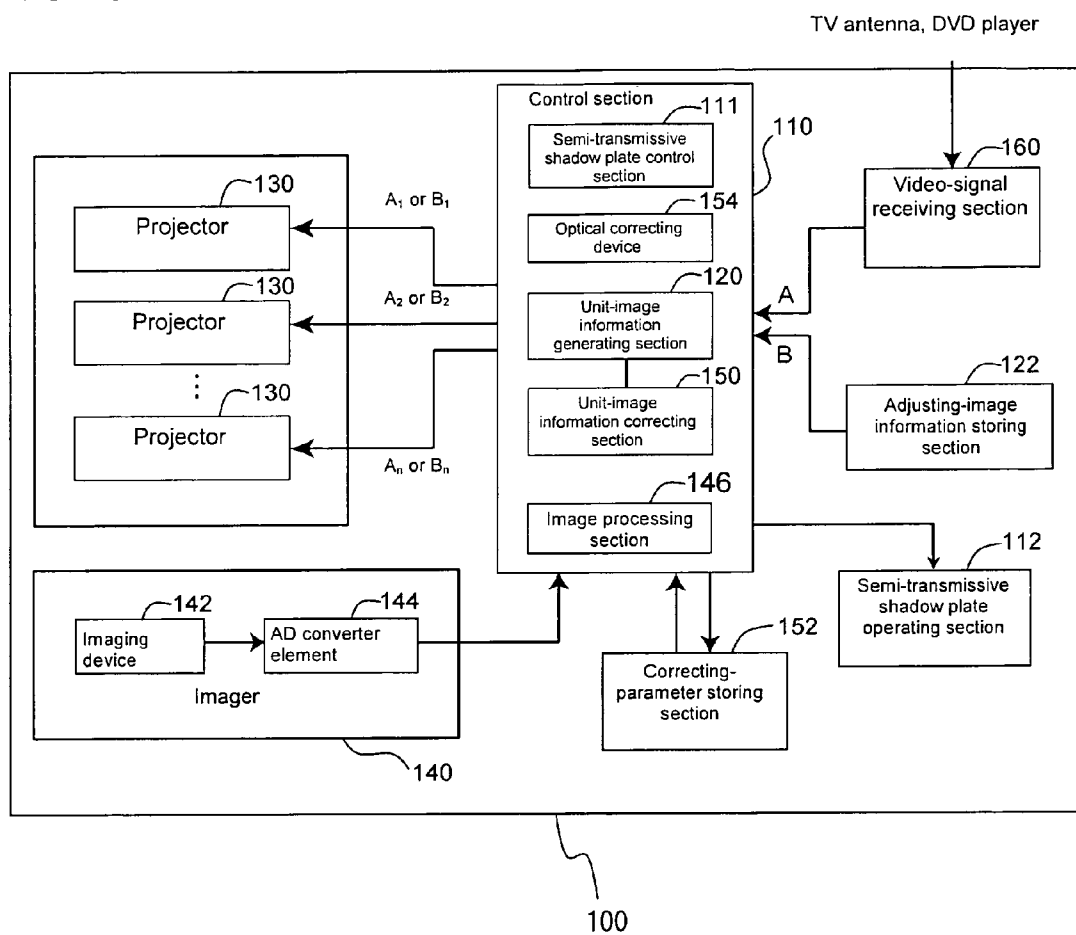 TV antenna, DVD player
Control section
111
Semi-transmissive
shadow plate control
section
110
154
Optical correcting
device
120
Unit-image
information
generating section
150
Unit-image
information correcting
section
146
Image processing
section
130
Projector
130
Projector
⋮
130
Projector
A₁ or B₁
A₂ or B₂
Aₙ or Bₙ
160
Video-signal
receiving section
A
B
122
Adjusting-image
information storing
section
112
Semi-transmissive
shadow plate
operating section
142
Imaging
device
144
AD converter
element
Imager
140
152
Correcting-
parameter storing
section
100